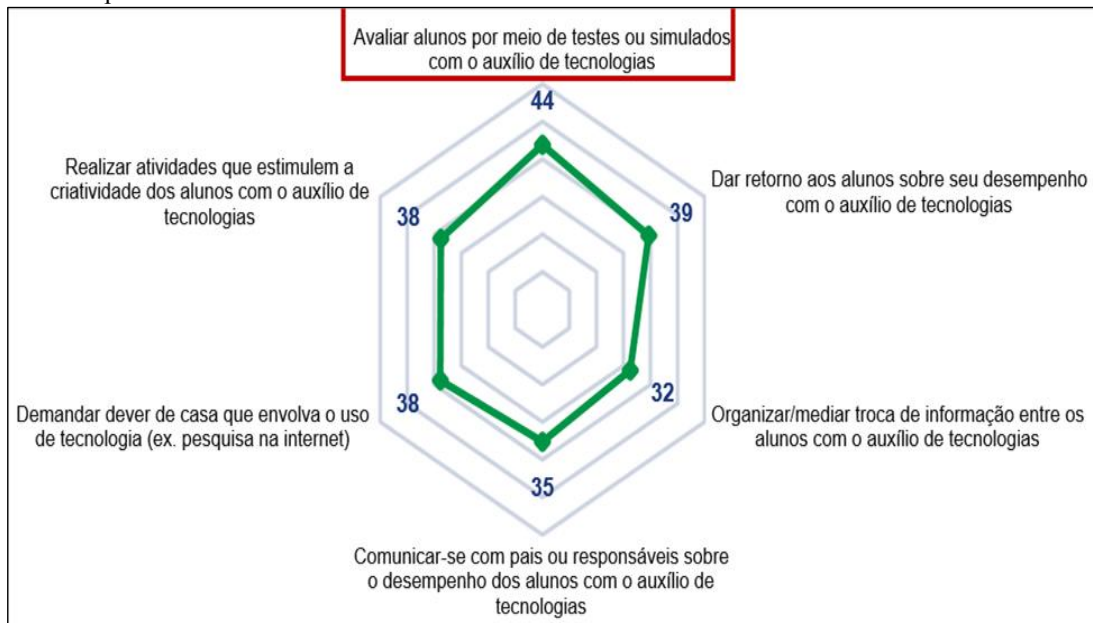 Avaliar alunos por meio de testes ou simulados
com o auxílio de tecnologias
44
Dar retorno aos alunos sobre seu desempenho
com o auxílio de tecnologias
39
Organizar/mediar troca de informação entre os
alunos com o auxílio de tecnologias
32
35
Comunicar-se com pais ou responsáveis sobre
o desempenho dos alunos com o auxílio de
tecnologias
Demandar dever de casa que envolva o uso
de tecnologia (ex. pesquisa na internet)
38
Realizar atividades que estimulem a
criatividade dos alunos com o auxílio de
tecnologias
38